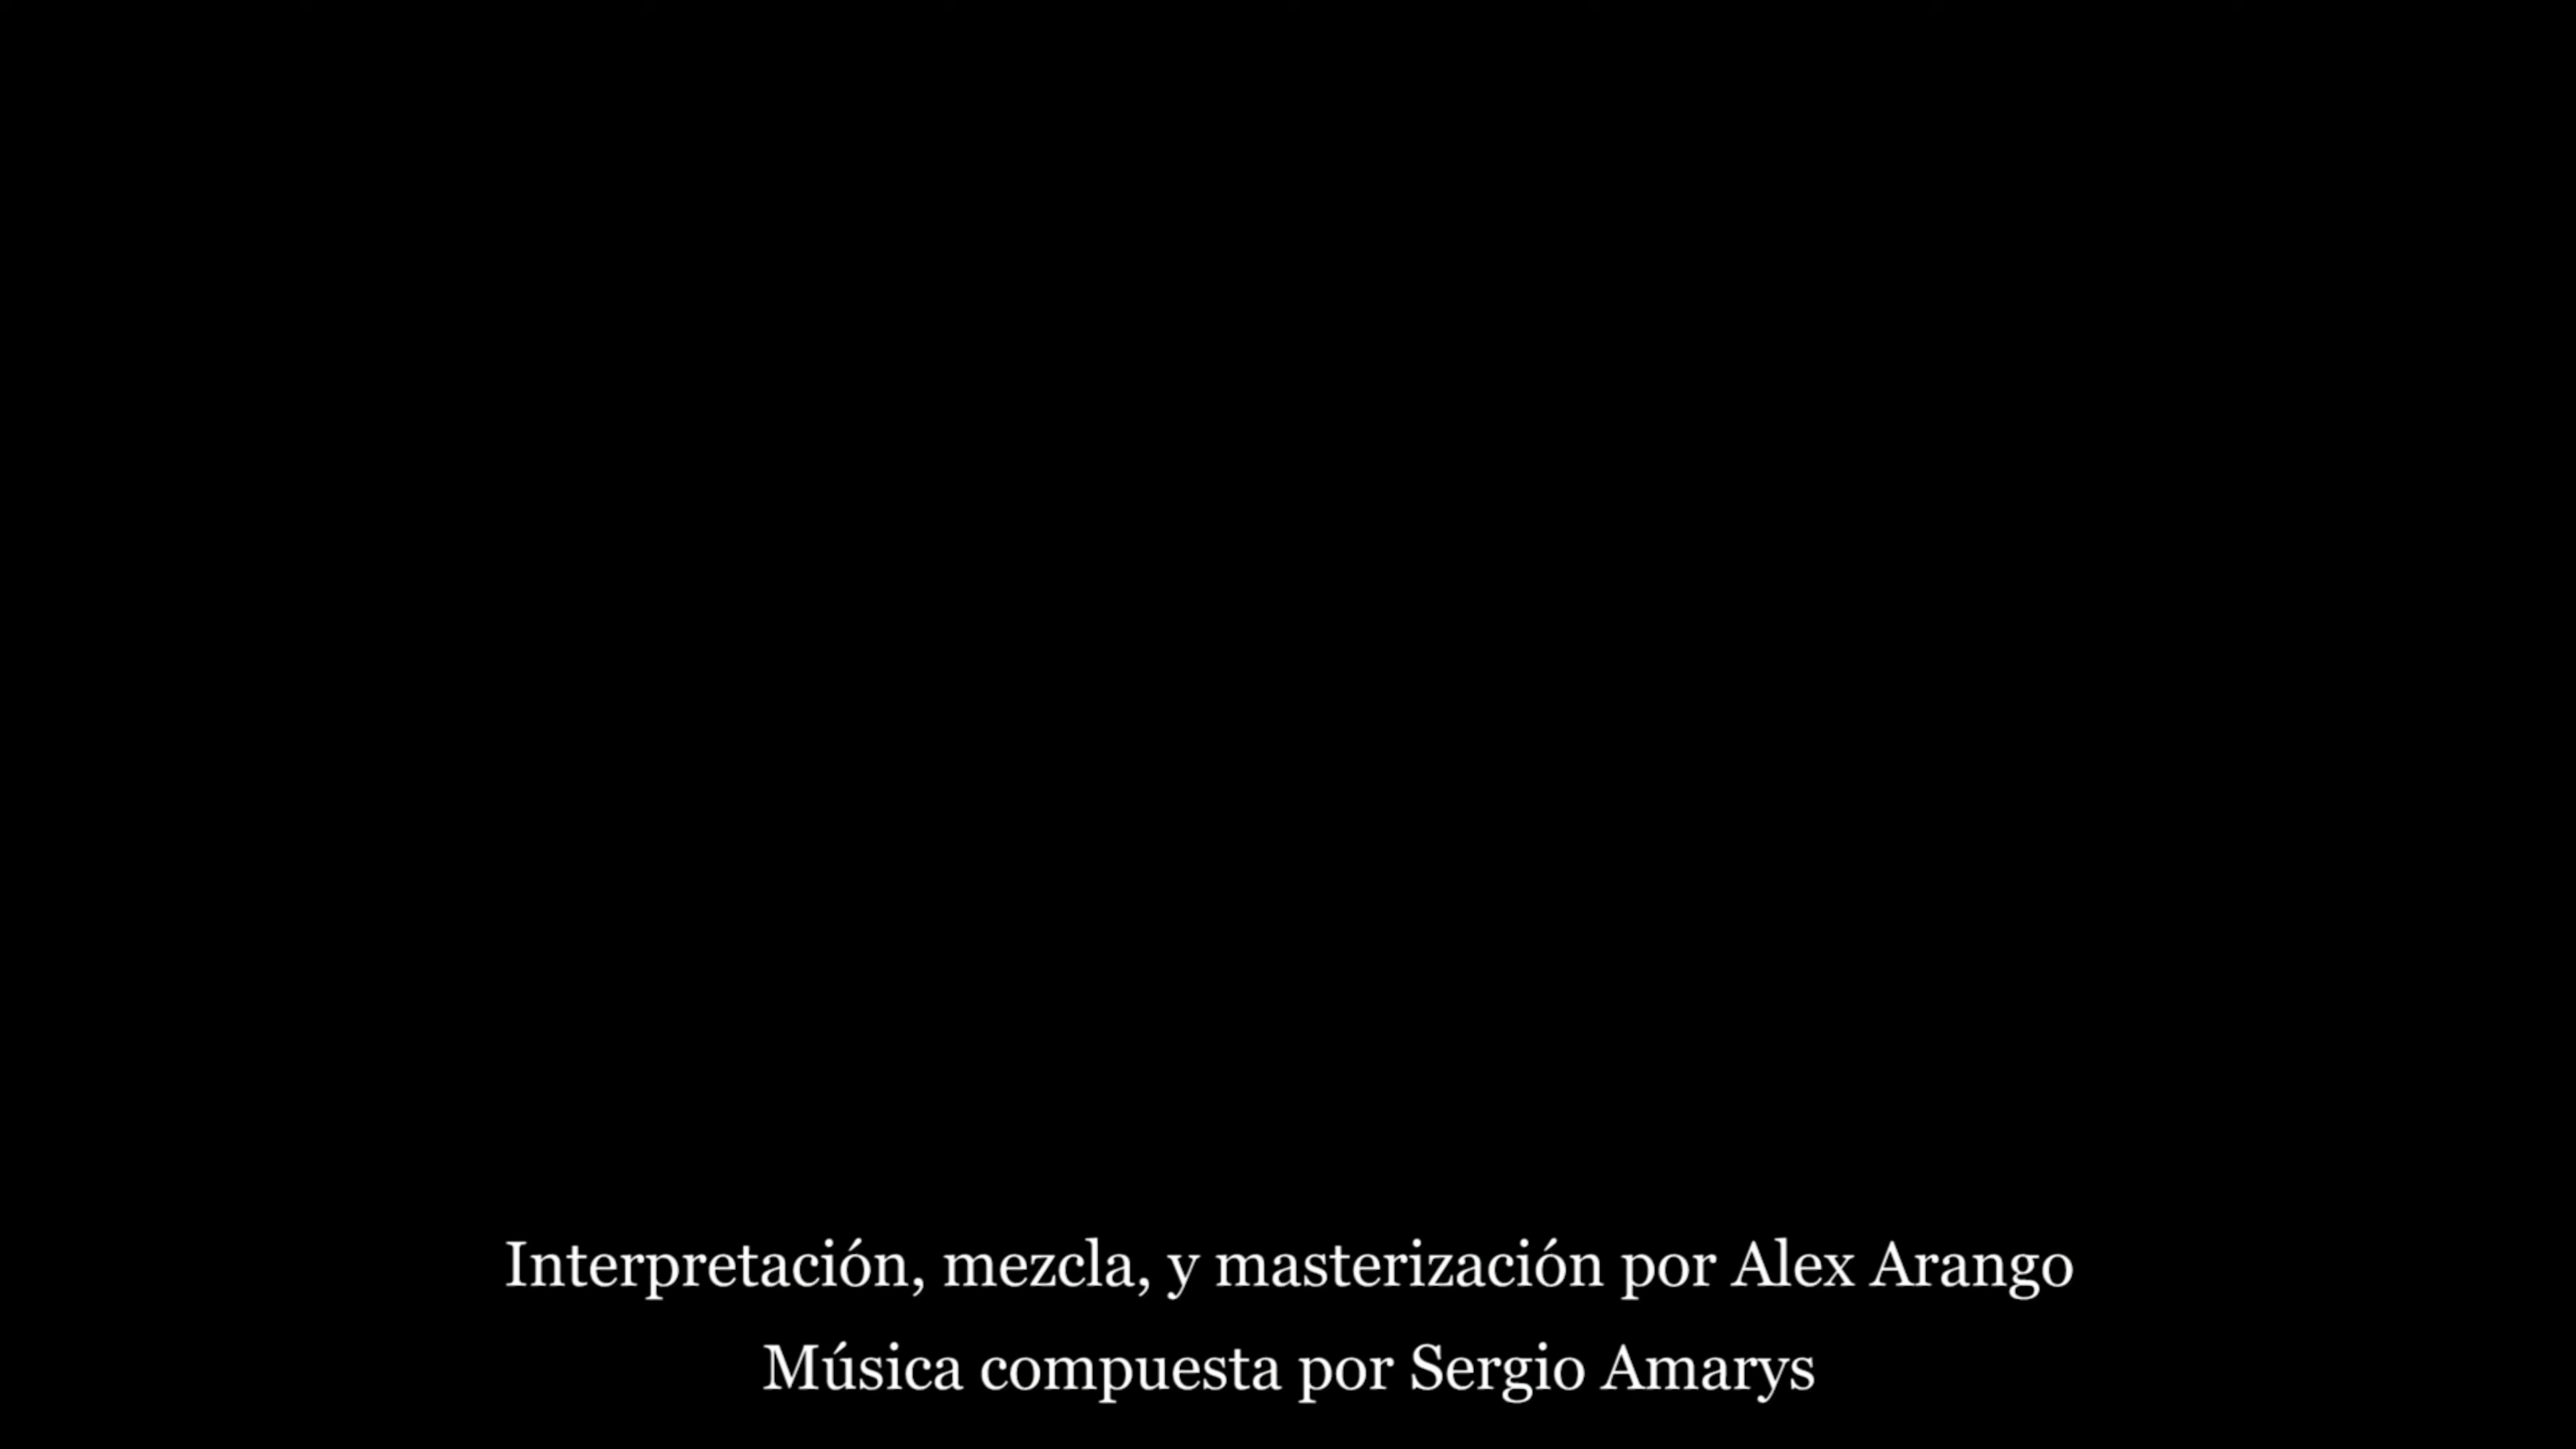 Interpretación, mezcla, y masterización por Alex Arango
Música compuesta por Sergio Amarys